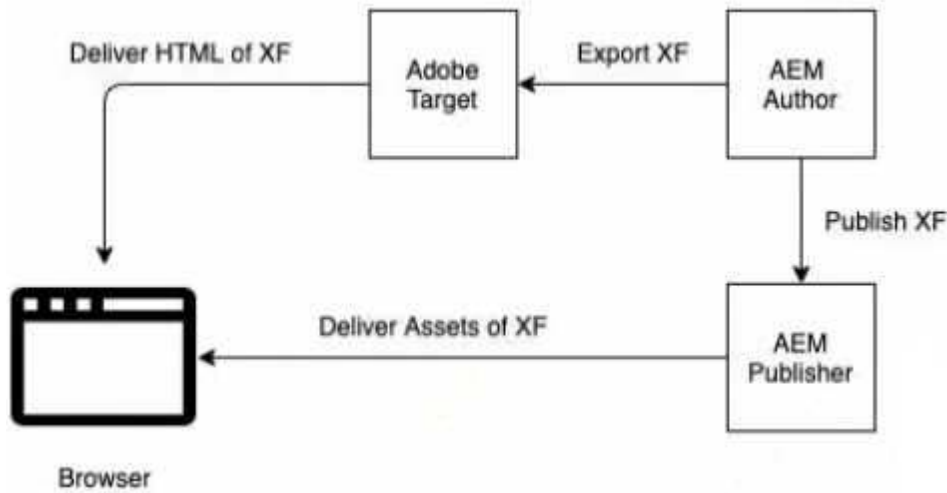 Deliver HTML of XF
Adobe
Target
Export XF
AEM
Author
Publish XF
Deliver Assets of XF
AEM
Publisher
Browser